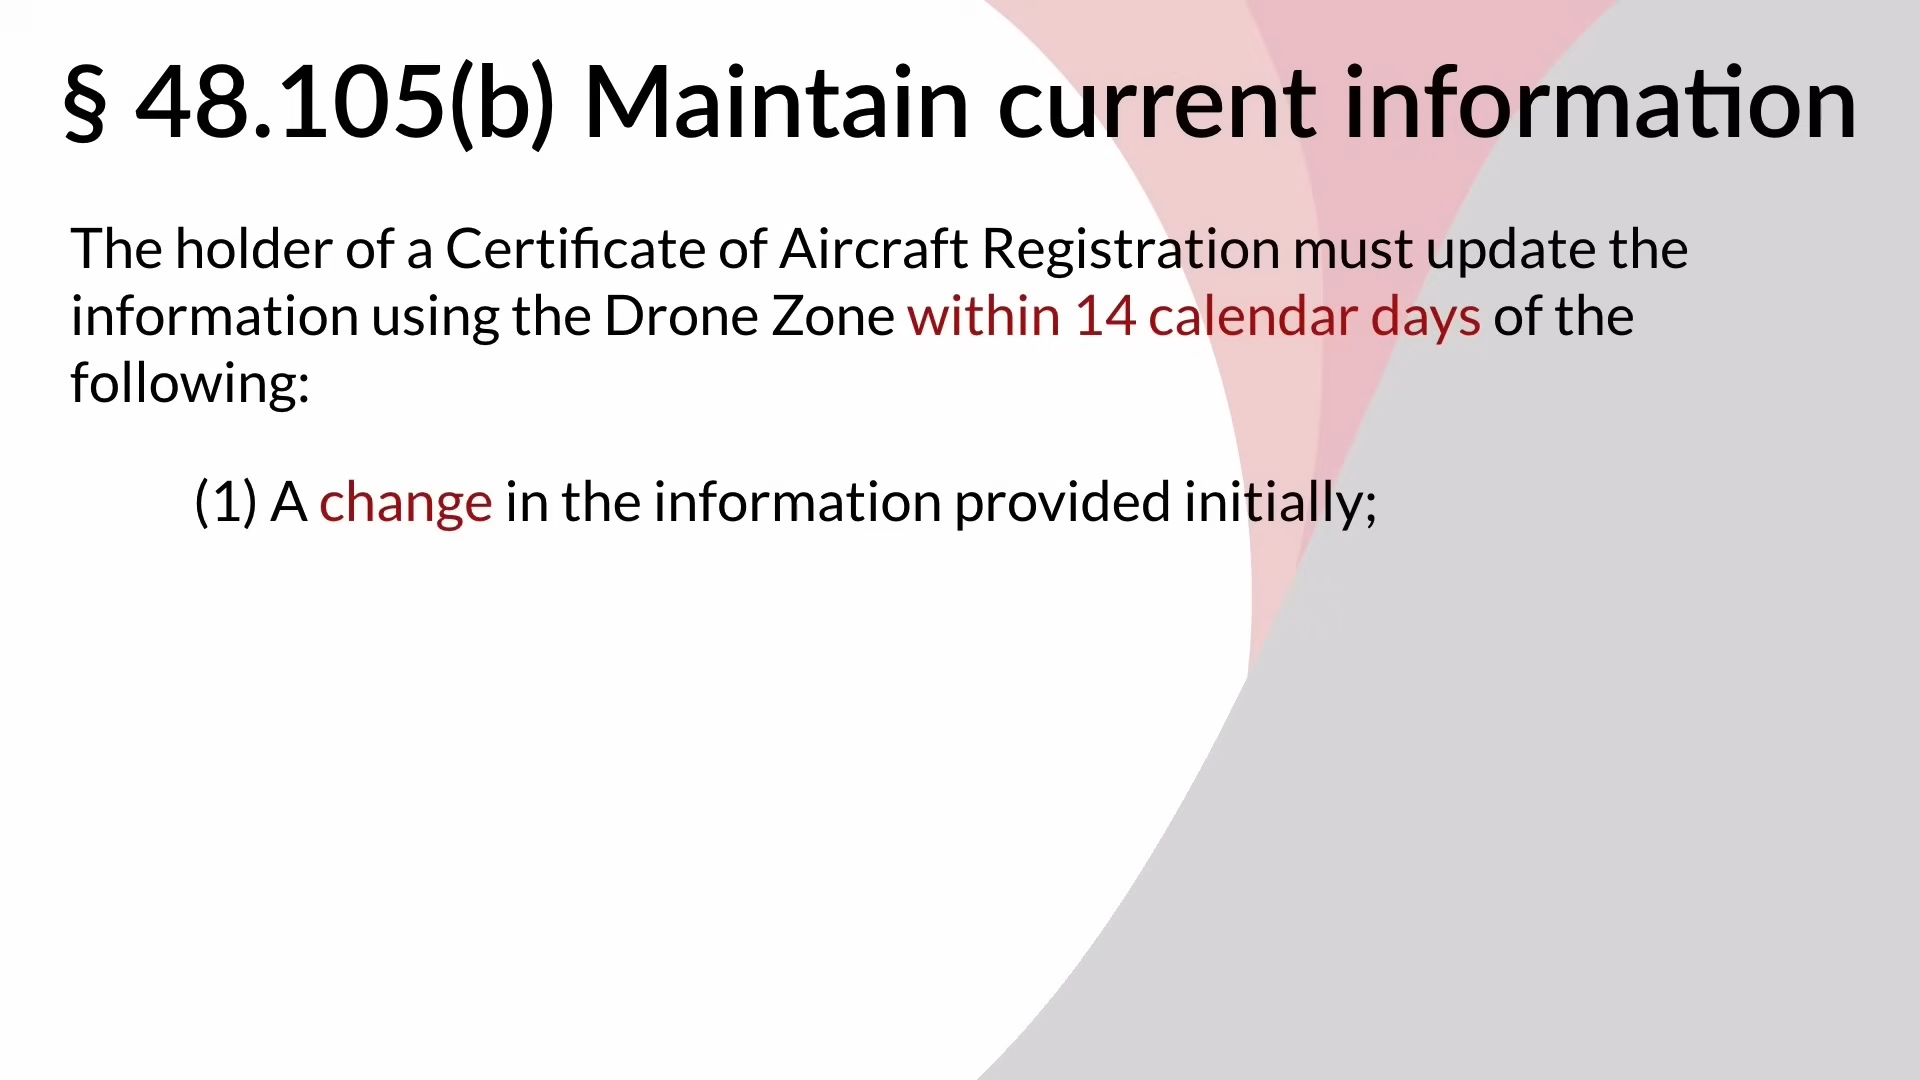 § 48.105(b) Maintain current information
The holder of a Certificate of Aircraft Registration must update the
information using the Drone Zone within 14 calendar days of the
following:
(1) A change in the information provided initially;